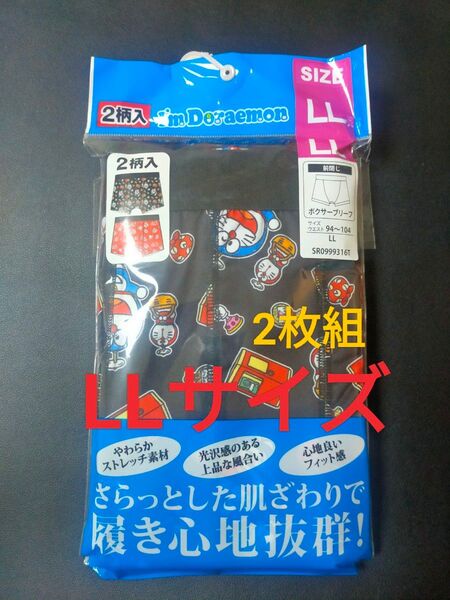 2柄入
I'm Doraemon
SIZE
LL
LL
2柄入
前閉じ
ボクサーブリーフ
サイズ
ウエスト 94〜104
LL
SR0999316T
2枚組
LLサイズ
やわらか
ストレッチ素材
光沢感のある
上品な風合い
心地良い
フィット感
さらっとした肌ざわりで
履き心地抜群!